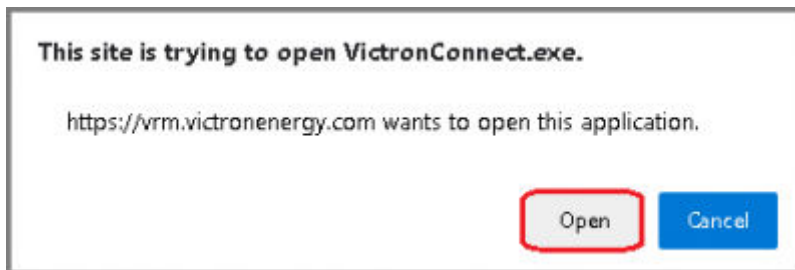 This site is trying to open VictronConnect.exe.
https://vrm.victronenergy.com wants to open this application.
Open
Cancel